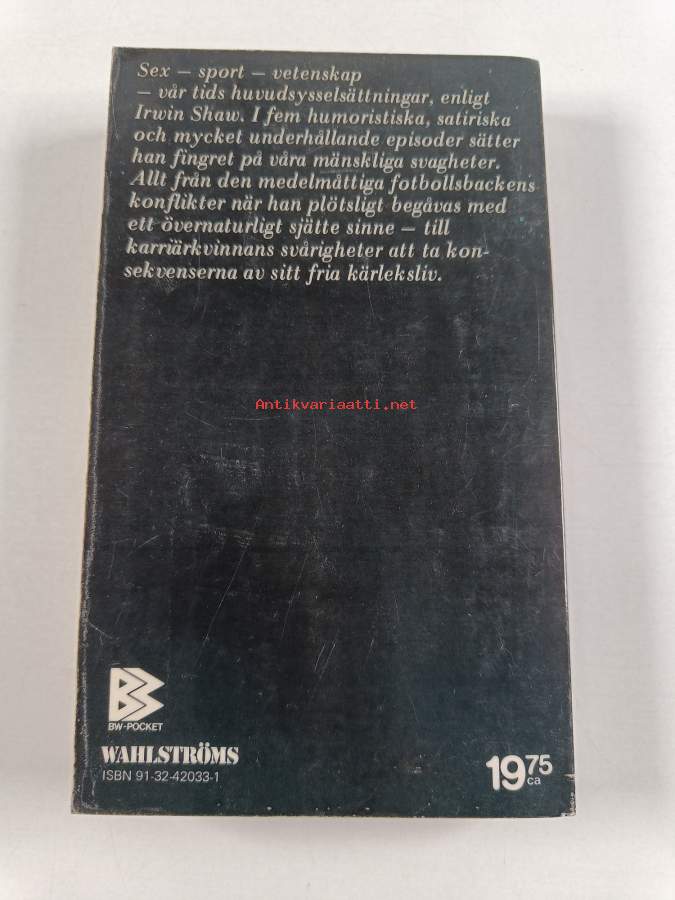 Sex – sport – vetenskap
– vår tids huvudsysselsättningar, enligt
Irwin Shaw. I fem humoristiska, satiriska
och mycket underhållande episoder sätter
han fingret på våra mänskliga svagheter.
Allt från den medelmåttiga fotbollsbackens
konflikter när han plötsligt begåvas med
ett övernaturligt sjätte sinne – till
karriärkvinnans svårigheter att ta kon-
sekvenserna av sitt fria kärleksliv.
Antikvariaatti.net
BW-POCKET
WAHLSTRÖMS
ISBN 91-32-42033-1
19 75
ca